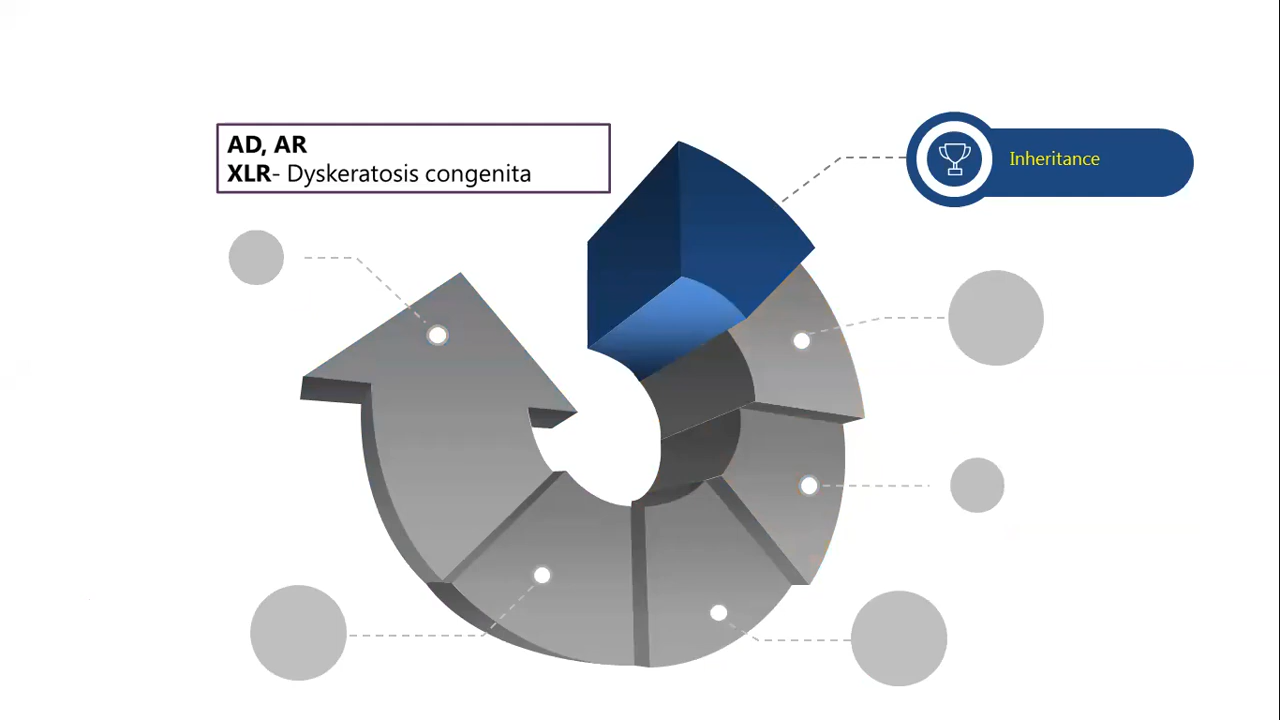 AD, AR
XLR- Dyskeratosis congenita
Inheritance